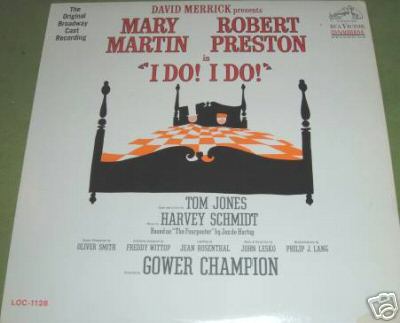 DAVID MERRICK presents
The
Original
Broadway
Cast
Recording
MARY MARTIN
ROBERT PRESTON
in
"I DO! I DO!"
RCA VICTOR
DYNAGROOVE
TOM JONES
HARVEY SCHMIDT
Based on "The Fourposter" by Jan de Hartog
OLIVER SMITH
FREDDY WITTOP
JEAN ROSENTHAL
JOHN LESKO
PHILIP J. LANG
GOWER CHAMPION
LOC-1128